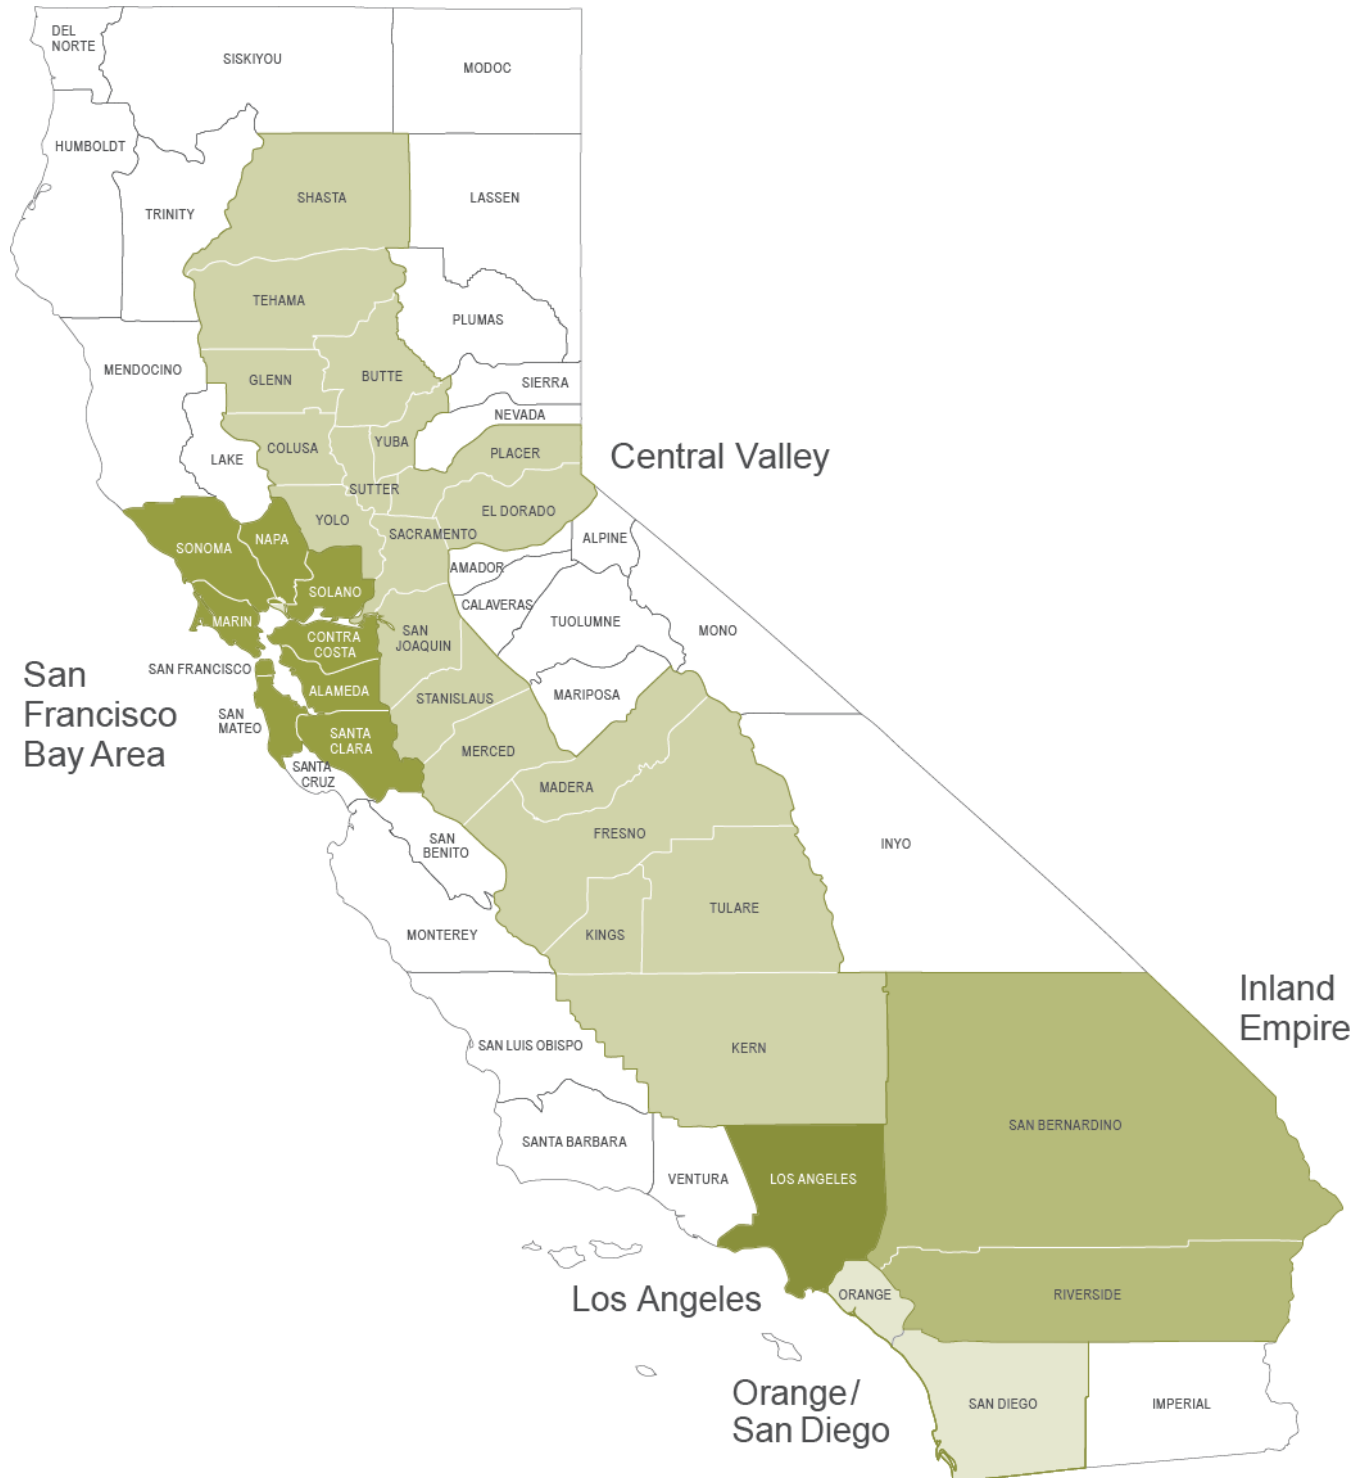 DEL
NORTE
SISKIYOU
MODOC
HUMBOLDT
TRINITY
SHASTA
LASSEN
TEHAMA
PLUMAS
MENDOCINO
GLENN
BUTTE
SIERRA
NEVADA
LAKE
COLUSA
YUBA
PLACER
Central Valley
SUTTER
EL DORADO
YOLO
SACRAMENTO
SONOMA
NAPA
ALPINE
AMADOR
SOLANO
CALAVERAS
MARIN
CONTRA
COSTA
SAN
JOAQUIN
TUOLUMNE
MONO
San
Francisco
Bay Area
SAN FRANCISCO
ALAMEDA
STANISLAUS
MARIPOSA
SAN
MATEO
SANTA
CLARA
MERCED
SANTA
CRUZ
MADERA
FRESNO
SAN
BENITO
INYO
TULARE
MONTEREY
KINGS
Inland
Empire
SAN LUIS OBISPO
KERN
SAN BERNARDINO
SANTA BARBARA
VENTURA
LOS ANGELES
Los Angeles
ORANGE
RIVERSIDE
Orange/
San Diego
SAN DIEGO
IMPERIAL